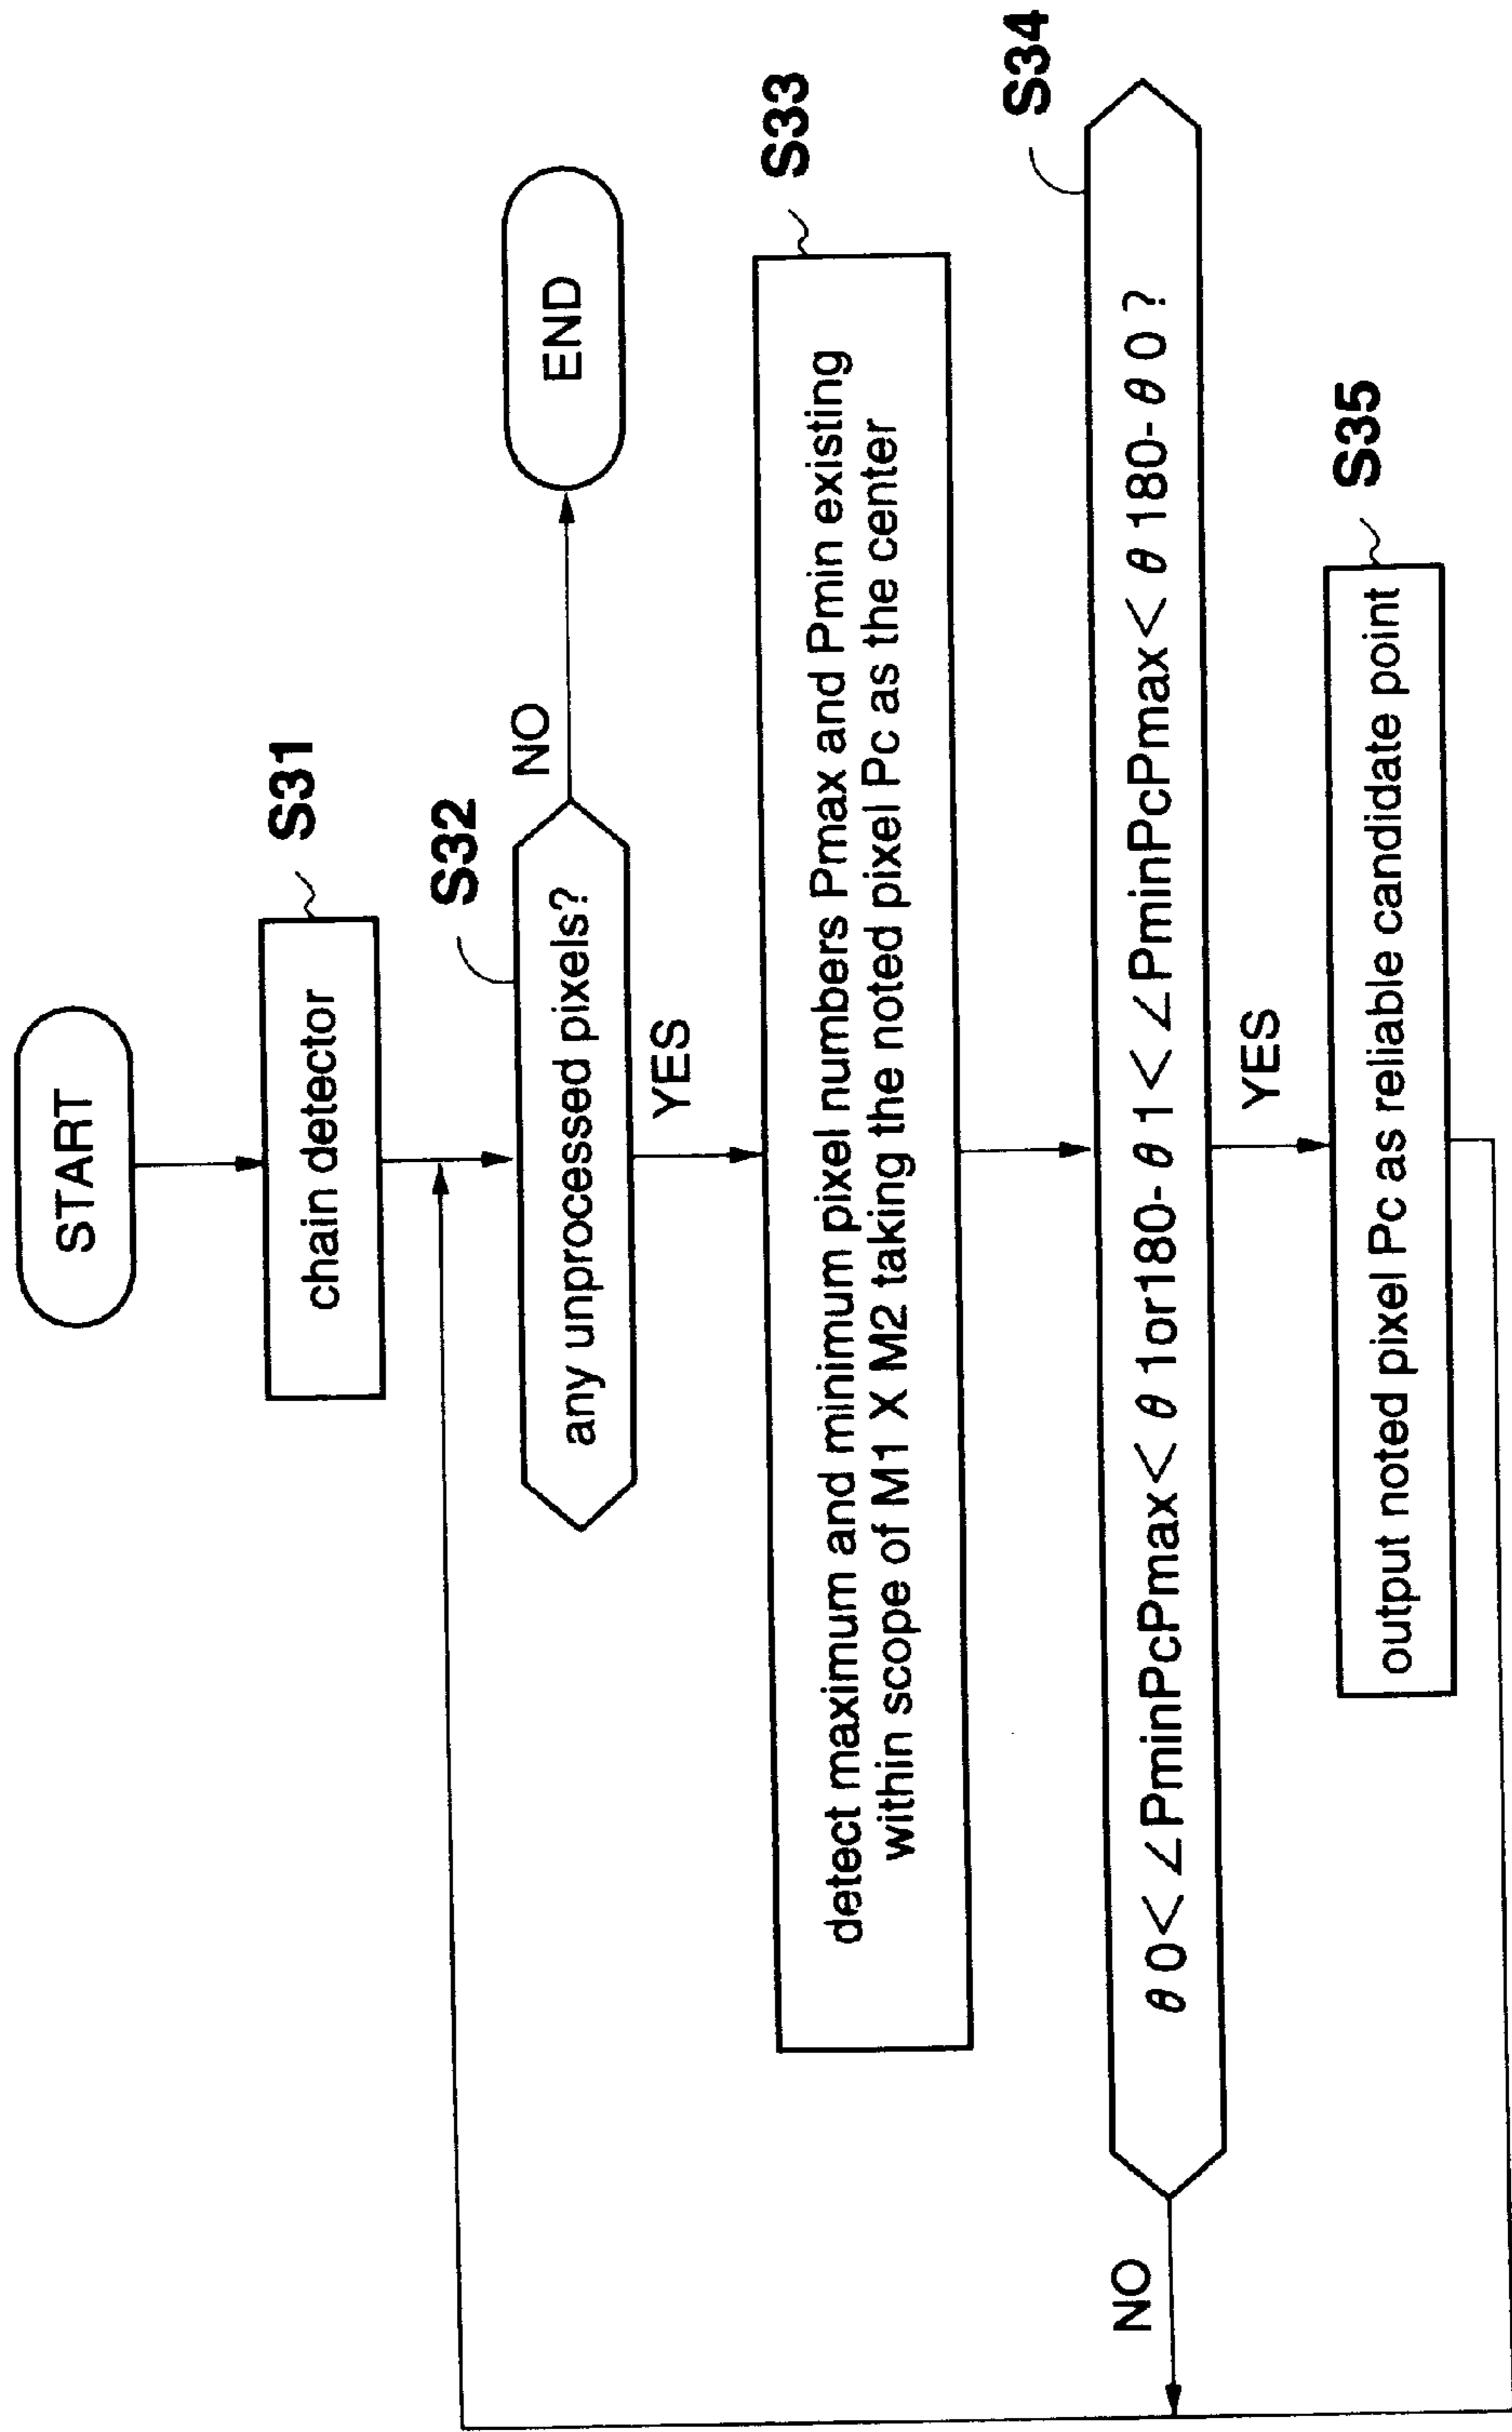 START
S31
chain detector
S32
any unprocessed pixels?
NO
END
YES
S33
detect maximum and minimum pixel numbers Pmax and Pmin existing
within scope of M1 X M2 taking the noted pixel Pc as the center
S34
θ0<∠PminPcPmax<θ1or180-θ1<∠PminPcPmax<θ180-θ0?
NO
YES
S35
output noted pixel Pc as reliable candidate point